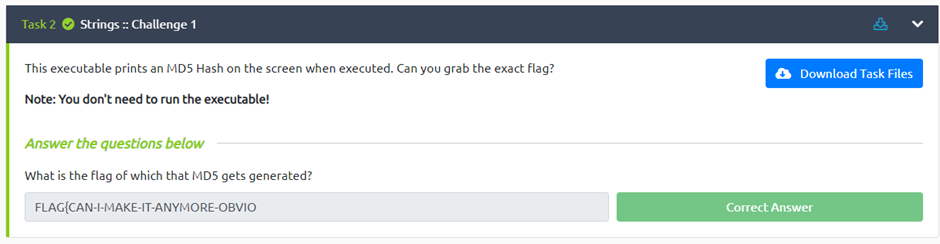 Task 2 Strings :: Challenge 1
This executable prints an MD5 Hash on the screen when executed. Can you grab the exact flag?
Download Task Files
Note: You don't need to run the executable!
Answer the questions below
What is the flag of which that MD5 gets generated?
FLAG{CAN-I-MAKE-IT-ANYMORE-OBVIO
Correct Answer